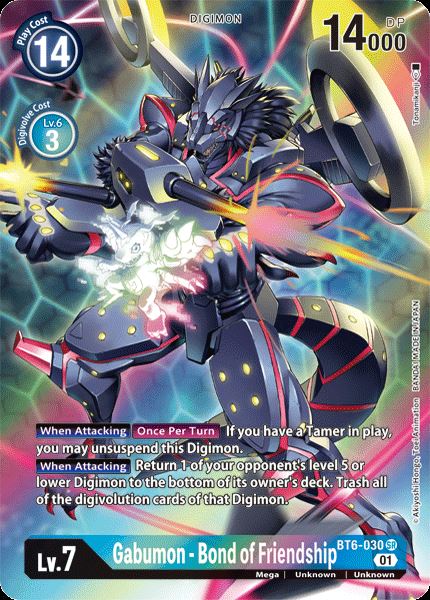 DIGIMON
Play Cost
14
DP
14000
Digivolve Cost
Lv.6
3
Tonamikanji
When Attacking Once Per Turn If you have a Tamer in play,
you may unsuspend this Digimon.
When Attacking Return 1 of your opponent's level 5 or
lower Digimon to the bottom of its owner's deck. Trash all
of the digivolution cards of that Digimon.
©Akiyoshi Hongo, Toei Animation BANDAI MADE IN JAPAN
Lv.7
Gabumon - Bond of Friendship
BT6-030 SR
01
Mega | Unknown | Unknown